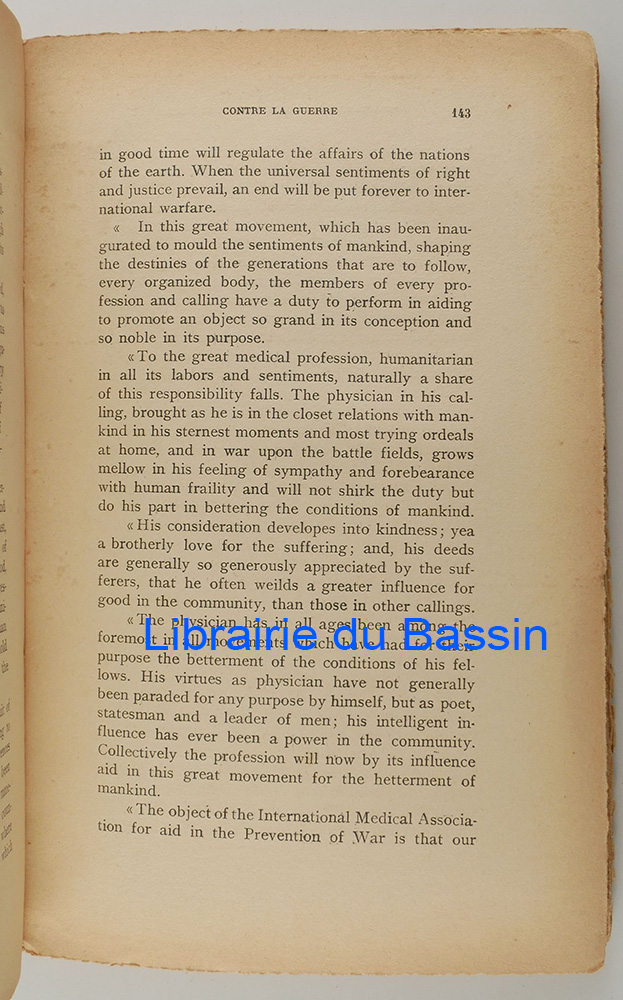 CONTRE LA GUERRE 143
in good time will regulate the affairs of the nations
of the earth. When the universal sentiments of right
and justice prevail, an end will be put forever to inter-
national warfare.
« In this great movement, which has been inau-
gurated to mould the sentiments of mankind, shaping
the destinies of the generations that are to follow,
every organized body, the members of every pro-
fession and calling have a duty to perform in aiding
to promote an object so grand in its conception and
so noble in its purpose.
« To the great medical profession, humanitarian
in all its labors and sentiments, naturally a share
of this responsibility falls. The physician in his cal-
ling, brought as he is in the closet relations with man-
kind in his sternest moments and most trying ordeals
at home, and in war upon the battle fields, grows
mellow in his feeling of sympathy and forebearance
with human fraility and will not shirk the duty but
do his part in bettering the conditions of mankind.
« His consideration developes into kindness; yea
a brotherly love for the suffering; and, his deeds
are generally so generously appreciated by the suf-
ferers, that he often weilds a greater influence for
good in the community, than those in other callings.
« The physician has in all ages been among the
foremost in all movements which have had for their
Librairie du Bassin
purpose the betterment of the conditions of his fel-
lows. His virtues as physician have not generally
been paraded for any purpose by himself, but as poet,
statesman and a leader of men; his intelligent in-
fluence has ever been a power in the community.
Collectively the profession will now by its influence
aid in this great movement for the hetterment of
mankind.
« The object of the International Medical Associa-
tion for aid in the Prevention of War is that our